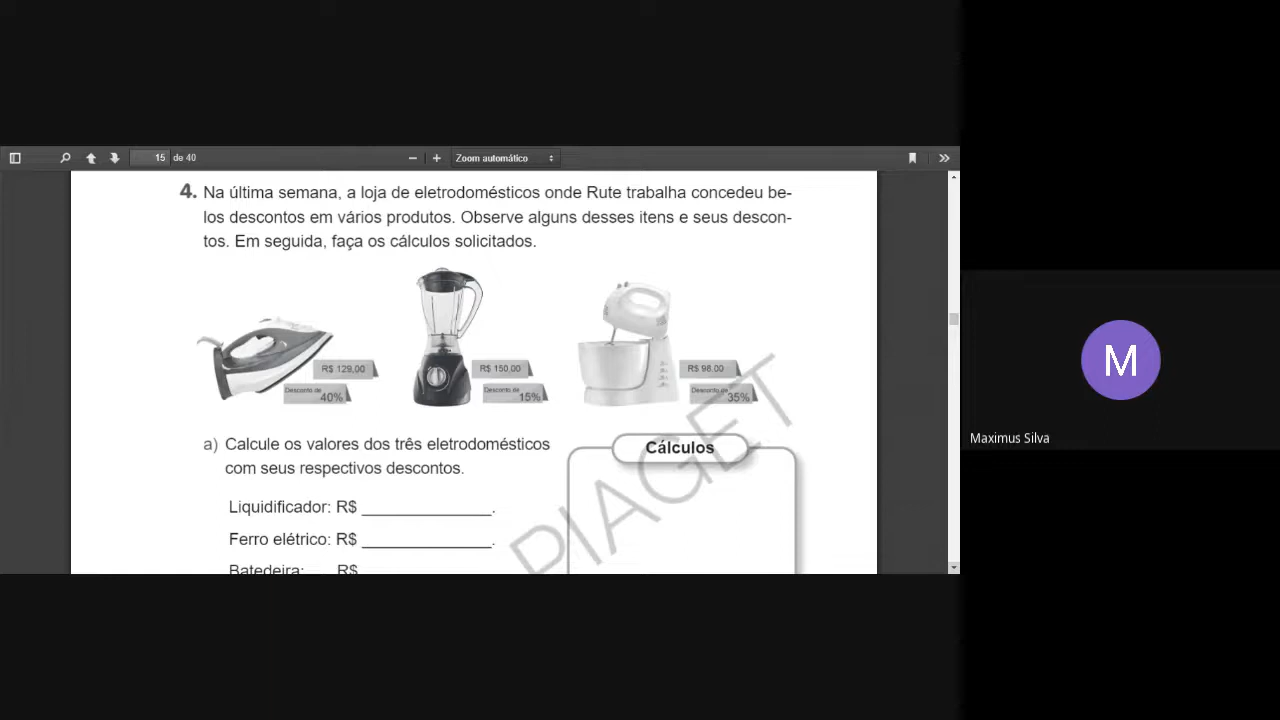 15 de 40
Zoom automático
4. Na última semana, a loja de eletrodomésticos onde Rute trabalha concedeu be-
los descontos em vários produtos. Observe alguns desses itens e seus descon-
tos. Em seguida, faça os cálculos solicitados.
R$ 129,00
Desconto de
40%
R$ 150,00
Desconto de
15%
R$ 98,00
Desconto de
35%
a) Calcule os valores dos três eletrodomésticos
com seus respectivos descontos.
Liquidificador: R$ ______________.
Ferro elétrico: R$ ______________.
Batedeira: R$
Cálculos
PIAGET
M
Maximus Silva